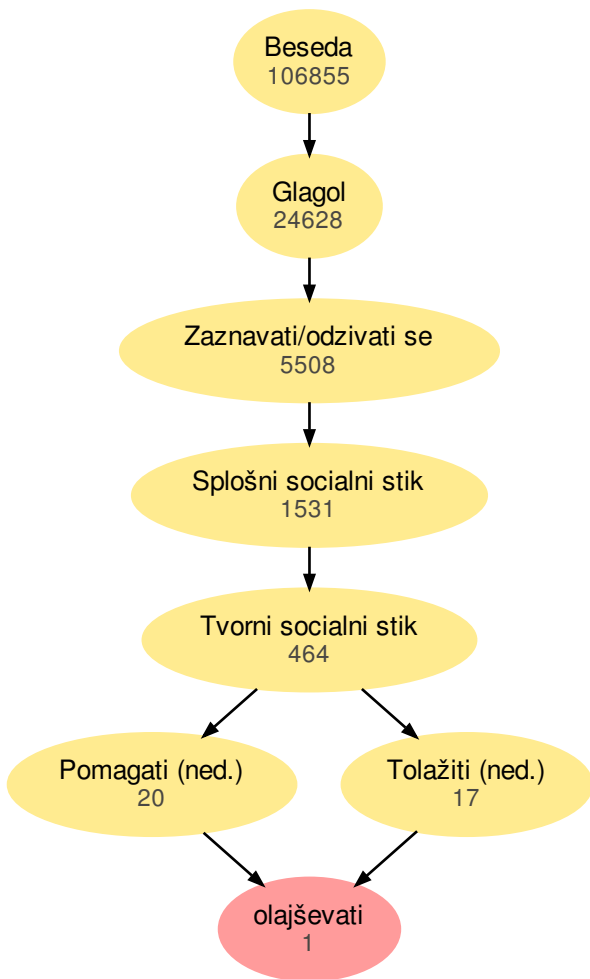 Beseda
106855
Glagol
24628
Zaznavati/odzivati se
5508
Splošni socialni stik
1531
Tvorni socialni stik
464
Pomagati (ned.)
20
Tolažiti (ned.)
17
olajševati
1